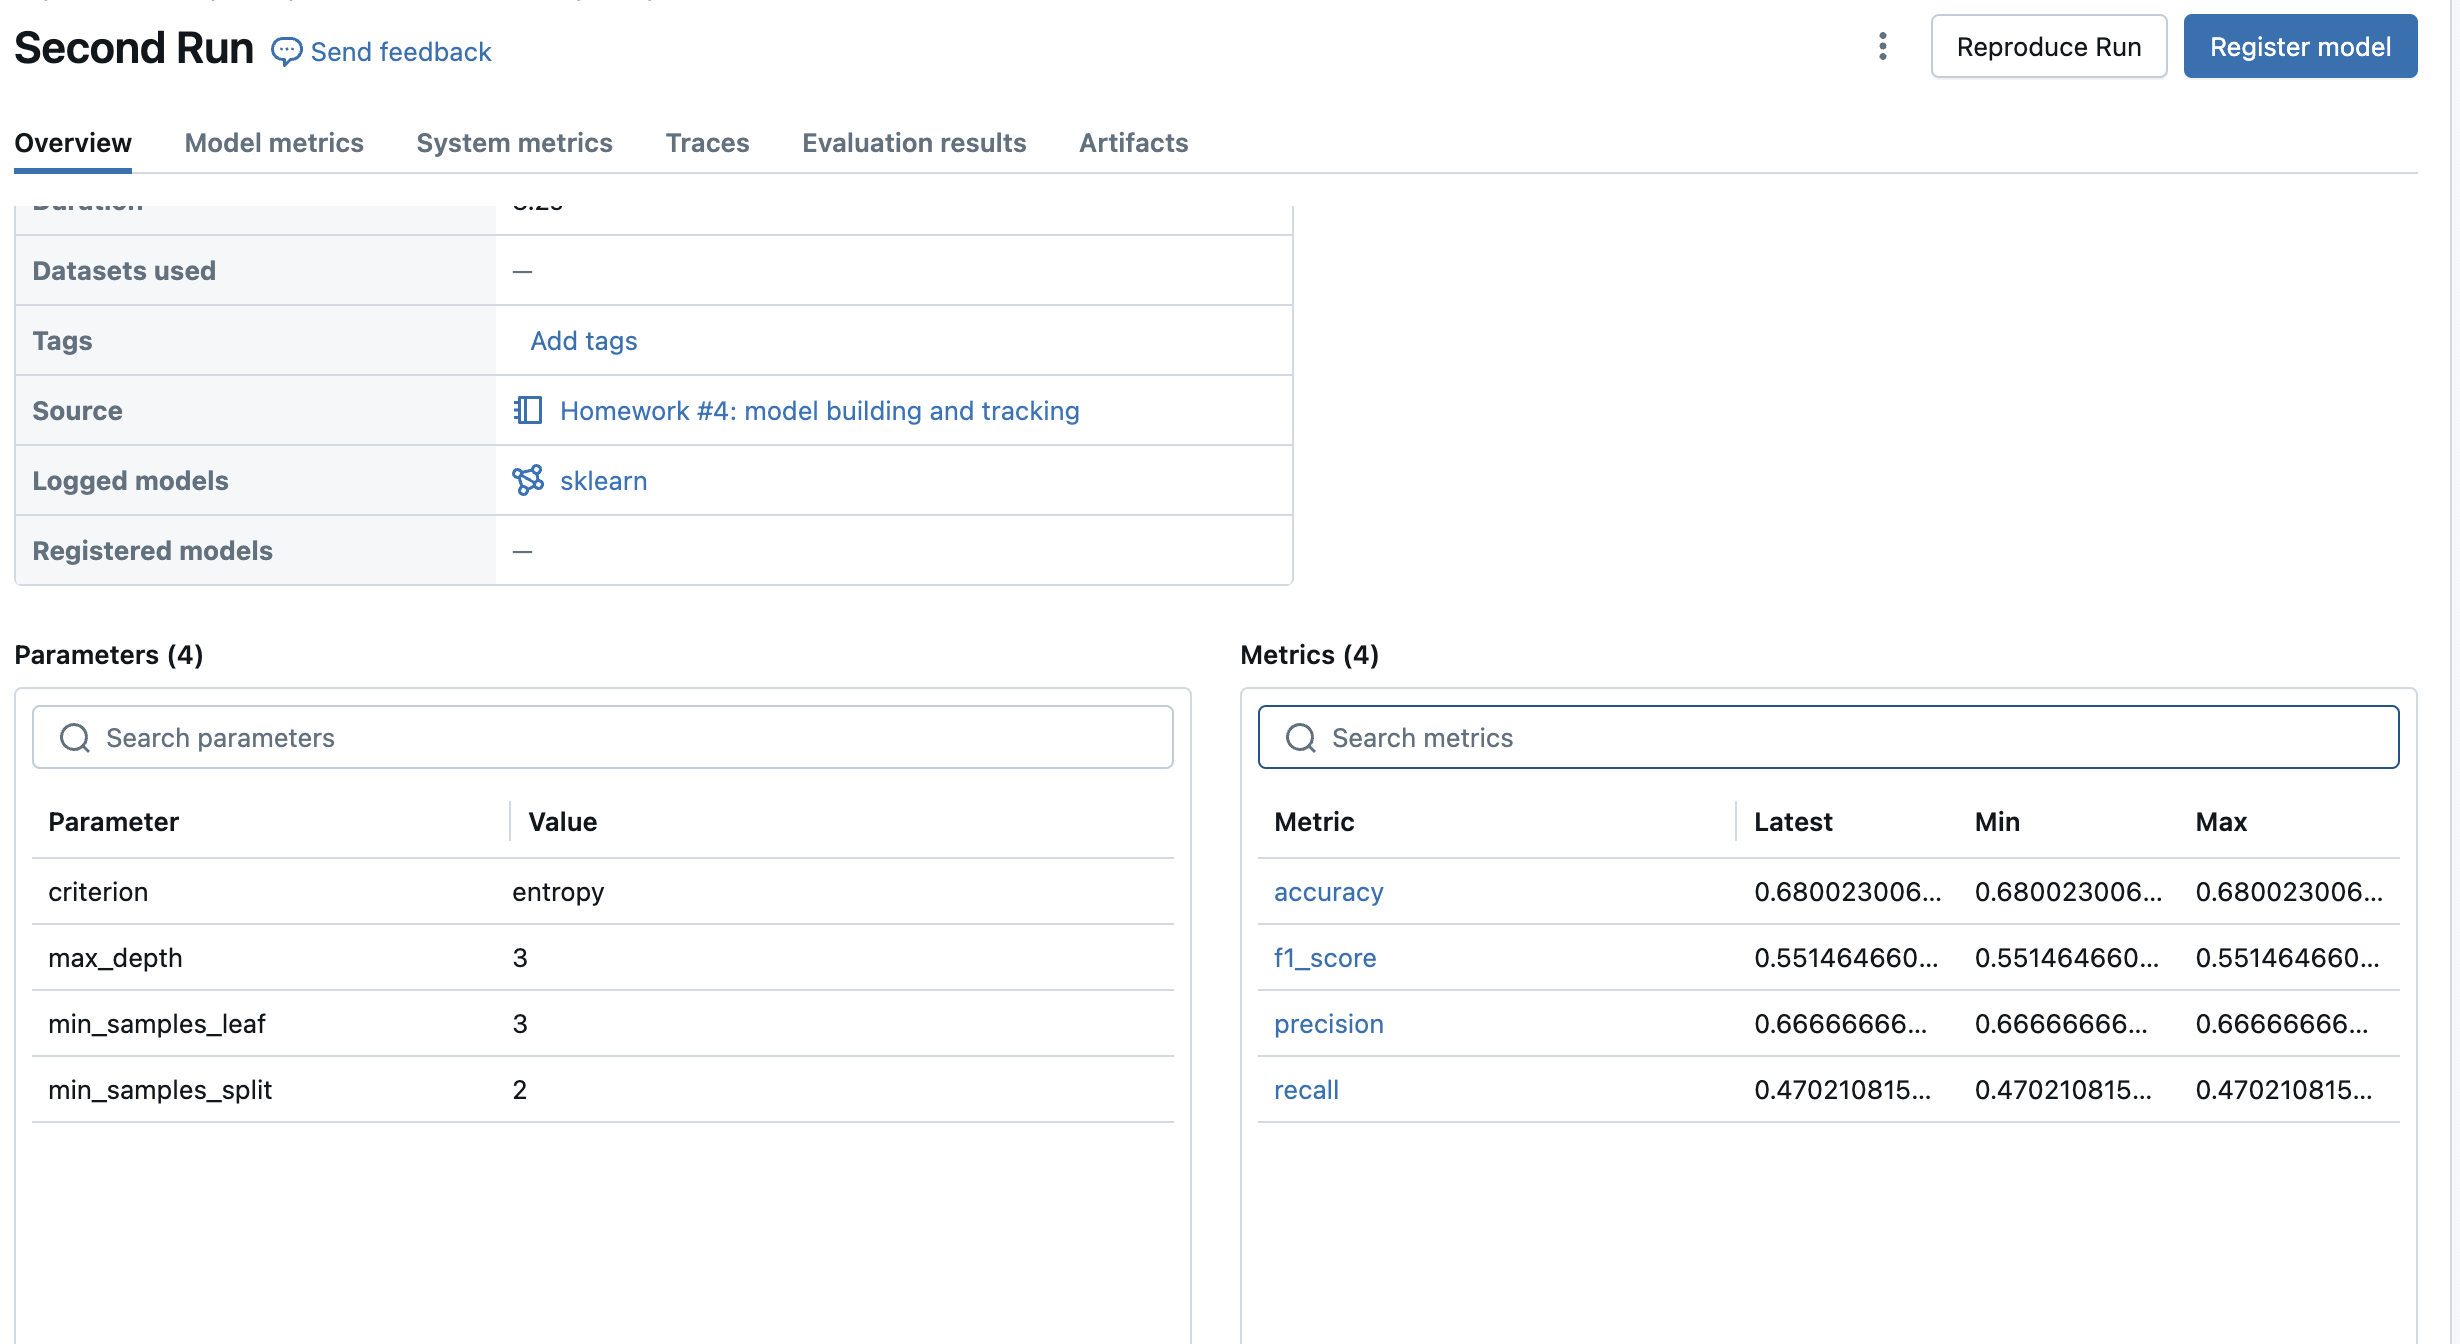 Second Run Send feedback Reproduce Run Register model
Overview Model metrics System metrics Traces Evaluation results Artifacts
Duration
Datasets used —
Tags Add tags
Source Homework #4: model building and tracking
Logged models sklearn
Registered models —
Parameters (4) Metrics (4)
Search parameters Search metrics
Parameter Value Metric Latest Min Max
criterion entropy accuracy 0.680023006... 0.680023006... 0.680023006...
max_depth 3 f1_score 0.551464660... 0.551464660... 0.551464660...
min_samples_leaf 3 precision 0.66666666... 0.66666666... 0.66666666...
min_samples_split 2 recall 0.470210815... 0.470210815... 0.470210815...